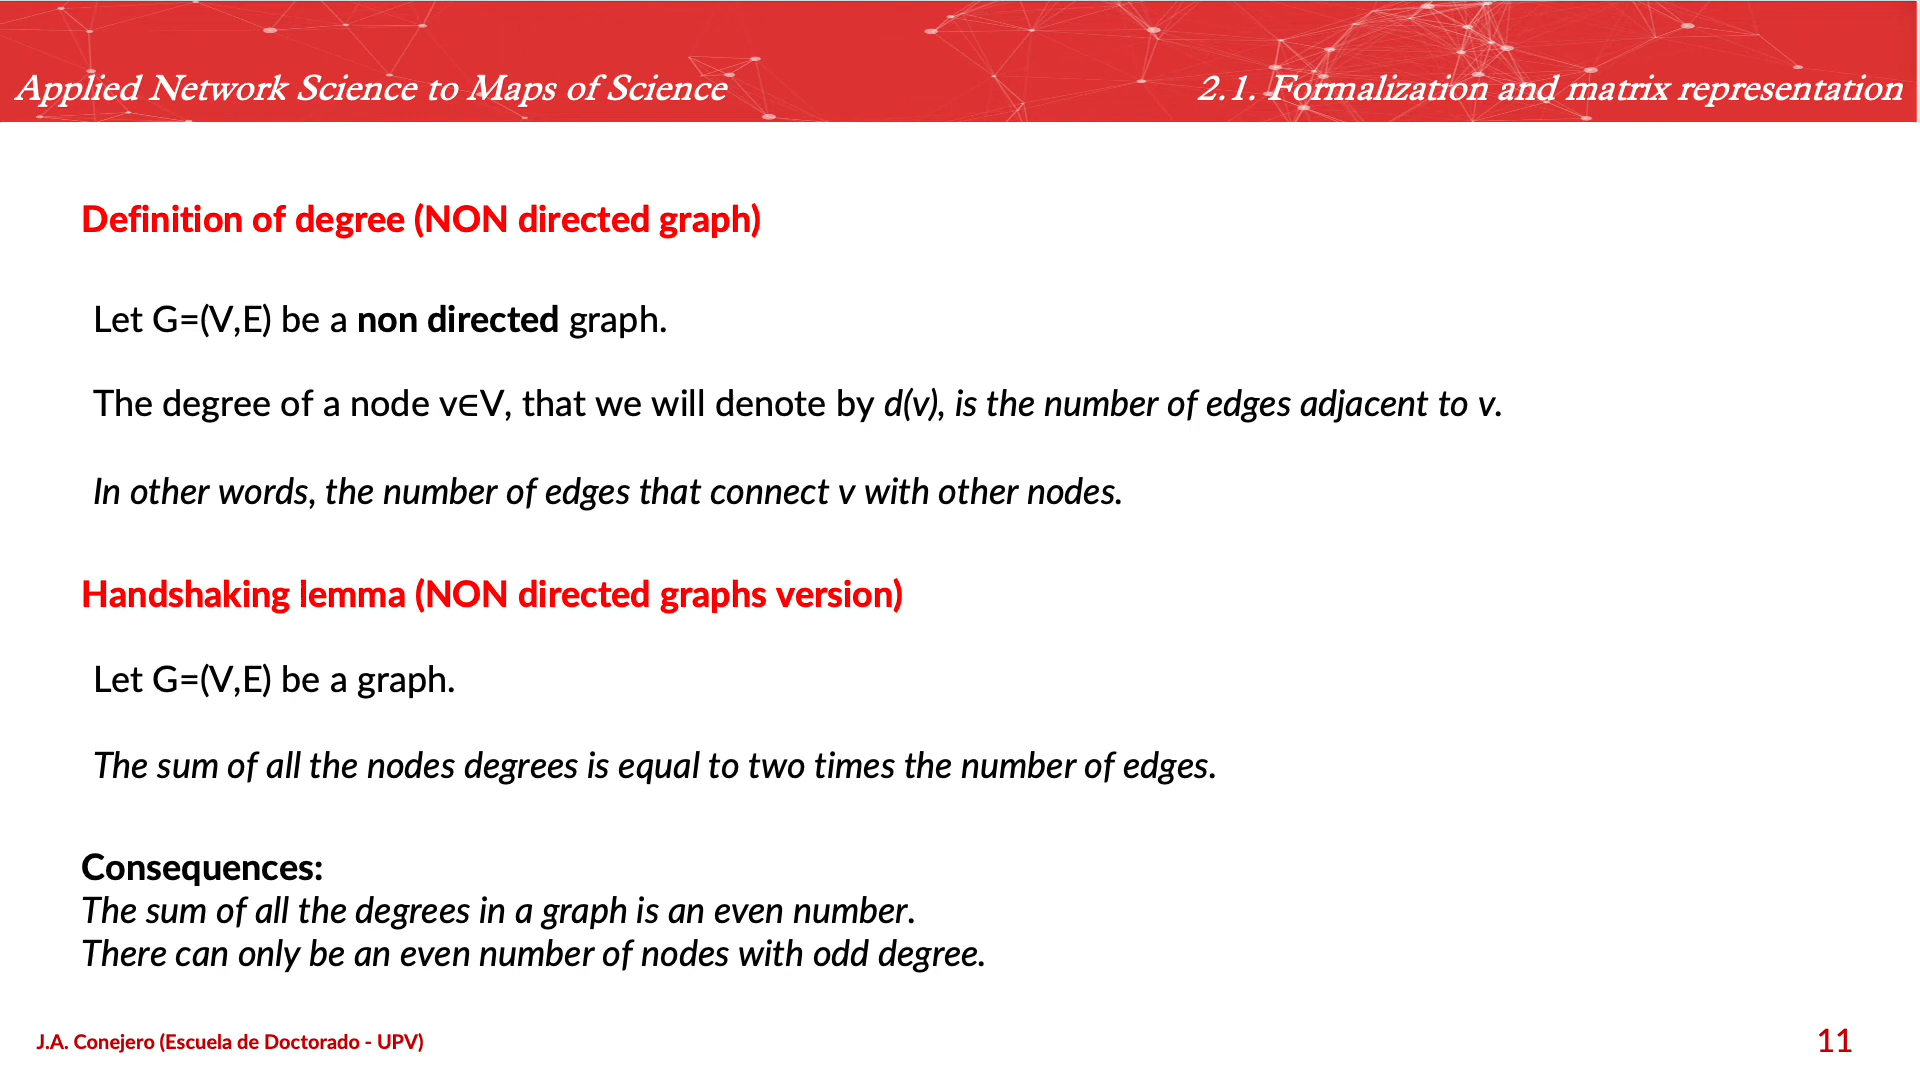 Applied Network Science to Maps of Science
2.1. Formalization and matrix representation
Definition of degree (NON directed graph)
Let G=(V,E) be a non directed graph.
The degree of a node v∈V, that we will denote by d(v), is the number of edges adjacent to v.
In other words, the number of edges that connect v with other nodes.
Handshaking lemma (NON directed graphs version)
Let G=(V,E) be a graph.
The sum of all the nodes degrees is equal to two times the number of edges.
Consequences:
The sum of all the degrees in a graph is an even number.
There can only be an even number of nodes with odd degree.
J.A. Conejero (Escuela de Doctorado - UPV)
11